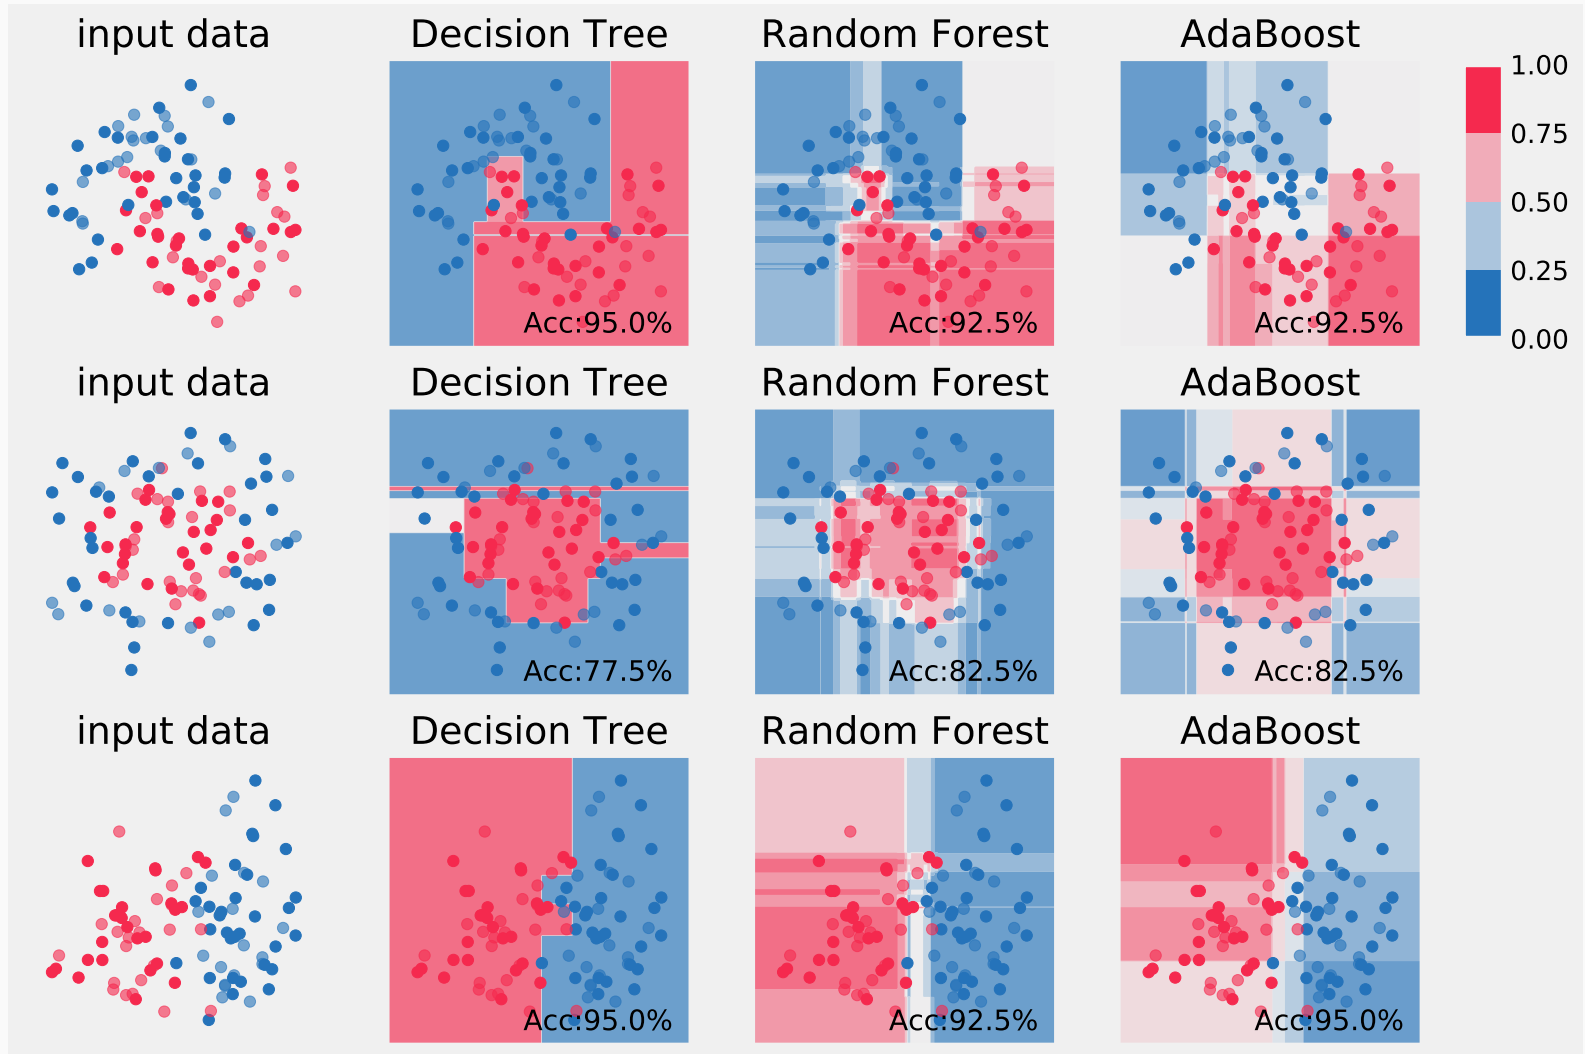 input data
Decision Tree
Random Forest
AdaBoost
1.00
0.75
0.50
0.25
0.00
Acc:95.0%
Acc:92.5%
Acc:92.5%
input data
Decision Tree
Random Forest
AdaBoost
Acc:77.5%
Acc:82.5%
Acc:82.5%
input data
Decision Tree
Random Forest
AdaBoost
Acc:95.0%
Acc:92.5%
Acc:95.0%